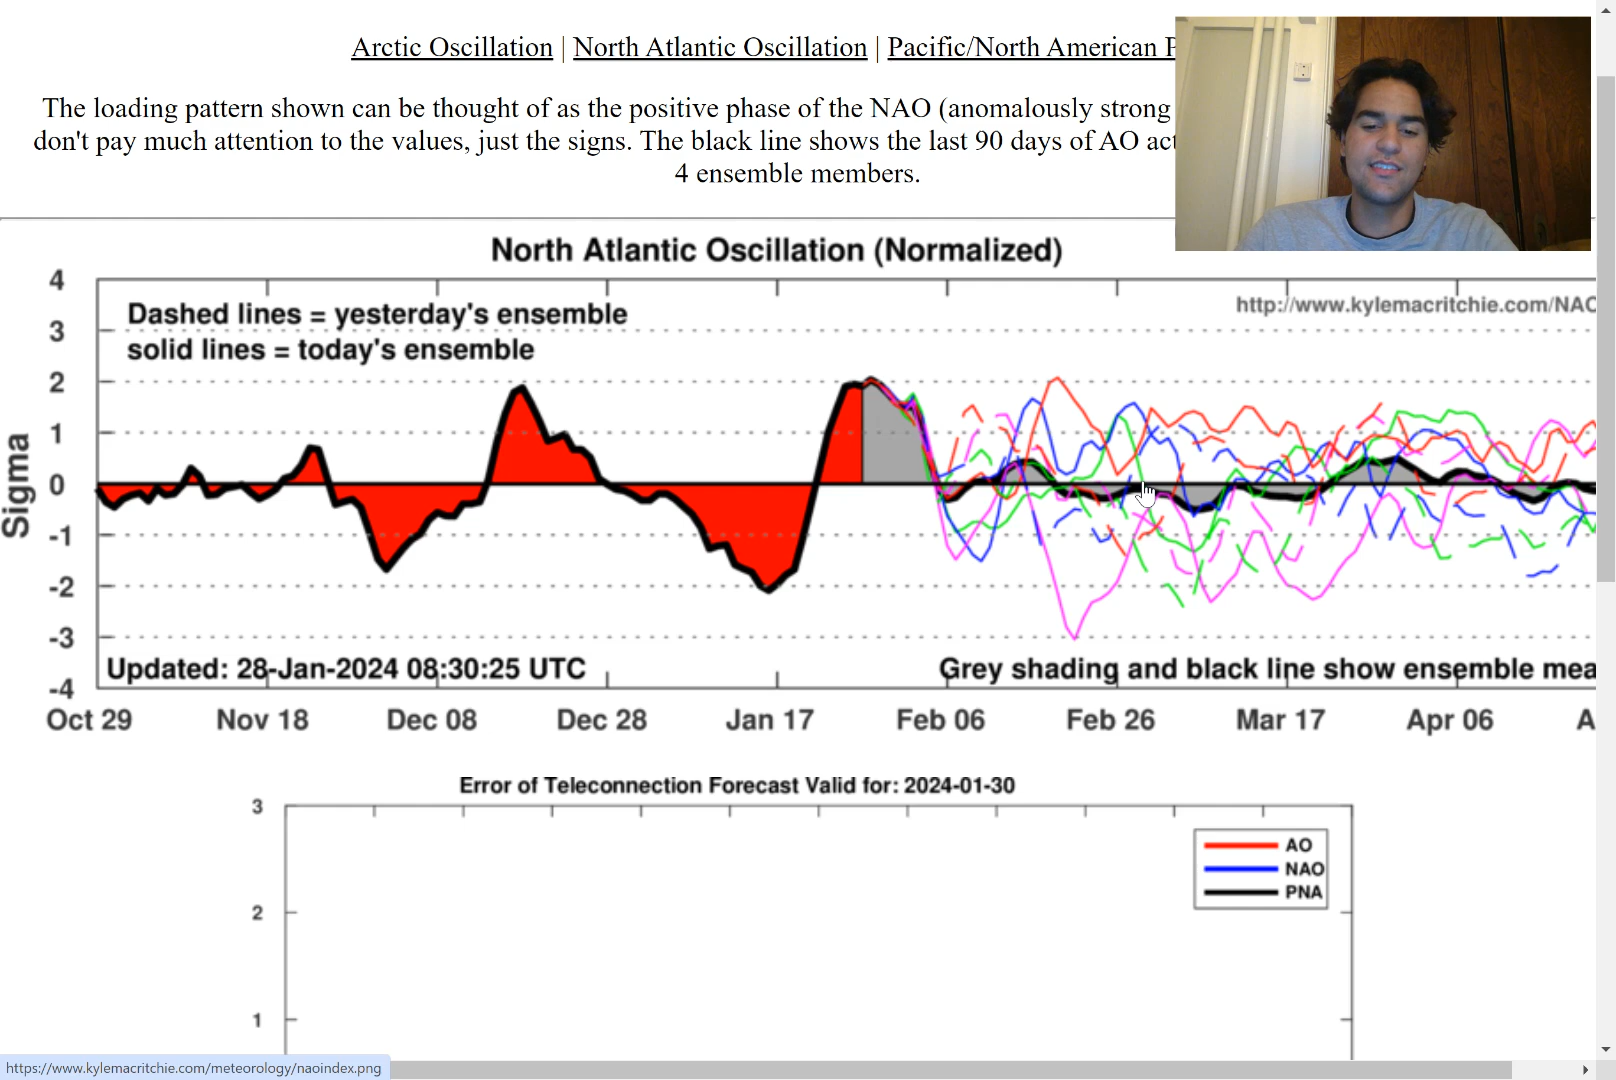 Arctic Oscillation | North Atlantic Oscillation | Pacific/North American P
The loading pattern shown can be thought of as the positive phase of the NAO (anomalously strong
don't pay much attention to the values, just the signs. The black line shows the last 90 days of AO act
4 ensemble members.
North Atlantic Oscillation (Normalized)
Dashed lines = yesterday's ensemble
solid lines = today's ensemble
http://www.kylemacritchie.com/NAO
4
3
2
1
0
-1
-2
-3
-4
Sigma
Updated: 28-Jan-2024 08:30:25 UTC
Grey shading and black line show ensemble mea
Oct 29 Nov 18 Dec 08 Dec 28 Jan 17 Feb 06 Feb 26 Mar 17 Apr 06 A
Error of Teleconnection Forecast Valid for: 2024-01-30
3
2
1
AO
NAO
PNA
https://www.kylemacritchie.com/meteorology/naoindex.png